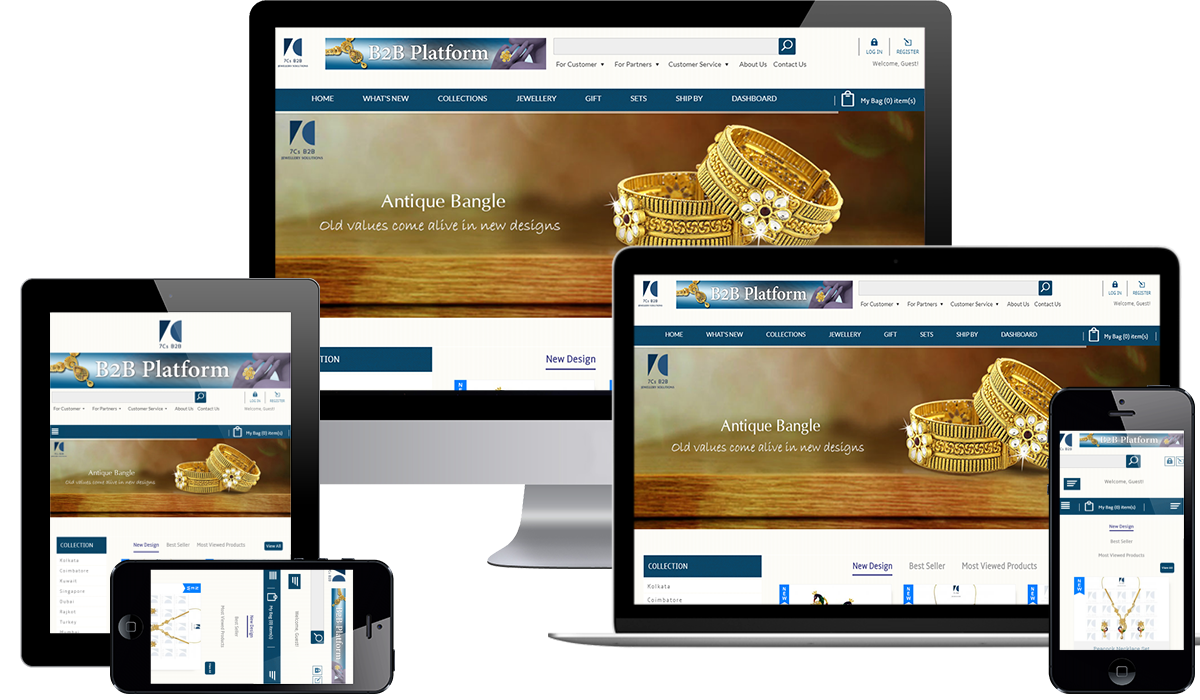 7Cs B2B
JEWELLERY SOLUTIONS
B2B Platform
For Customer ▾ For Partners ▾ Customer Service ▾ About Us Contact Us
LOG IN REGISTER
Welcome, Guest!
HOME WHAT'S NEW COLLECTIONS JEWELLERY GIFT SETS SHIP BY DASHBOARD
My Bag (0) item(s)
7Cs B2B
JEWELLERY SOLUTIONS
Antique Bangle
Old values come alive in new designs
TION
New Design
N
B2B Platform
For Customer ▾ For Partners ▾ Customer Service ▾ About Us Contact Us
LOG IN REGISTER
Welcome, Guest!
HOME WHAT'S NEW COLLECTIONS JEWELLERY GIFT SETS SHIP BY DASHBOARD
My Bag (0) item(s)
Antique Bangle
Old values come alive in new designs
COLLECTION
Kolkata
Coimbatore
New Design Best Seller Most Viewed Products
NEW NEW NEW
7Cs B2B
B2B Platform
For Customer ▾ For Partners ▾ Customer Service ▾ About Us Contact Us
LOG IN REGISTER
Welcome, Guest!
My Bag (0) item(s)
Antique Bangle
Old values come alive in new designs
COLLECTION
New Design Best Seller Most Viewed Products View All
Kolkata
Coimbatore
Kuwait
Singapore
Dubai
Rajkot
Turkey
Mumbai
B2B Platform
Welcome, Guest!
My Bag (0) item(s)
New Design
Best Seller
Most Viewed Products
NEW
B2B Platform
Welcome, Guest!
My Bag (0) item(s)
New Design
Best Seller
Most Viewed Products
View All
NEW